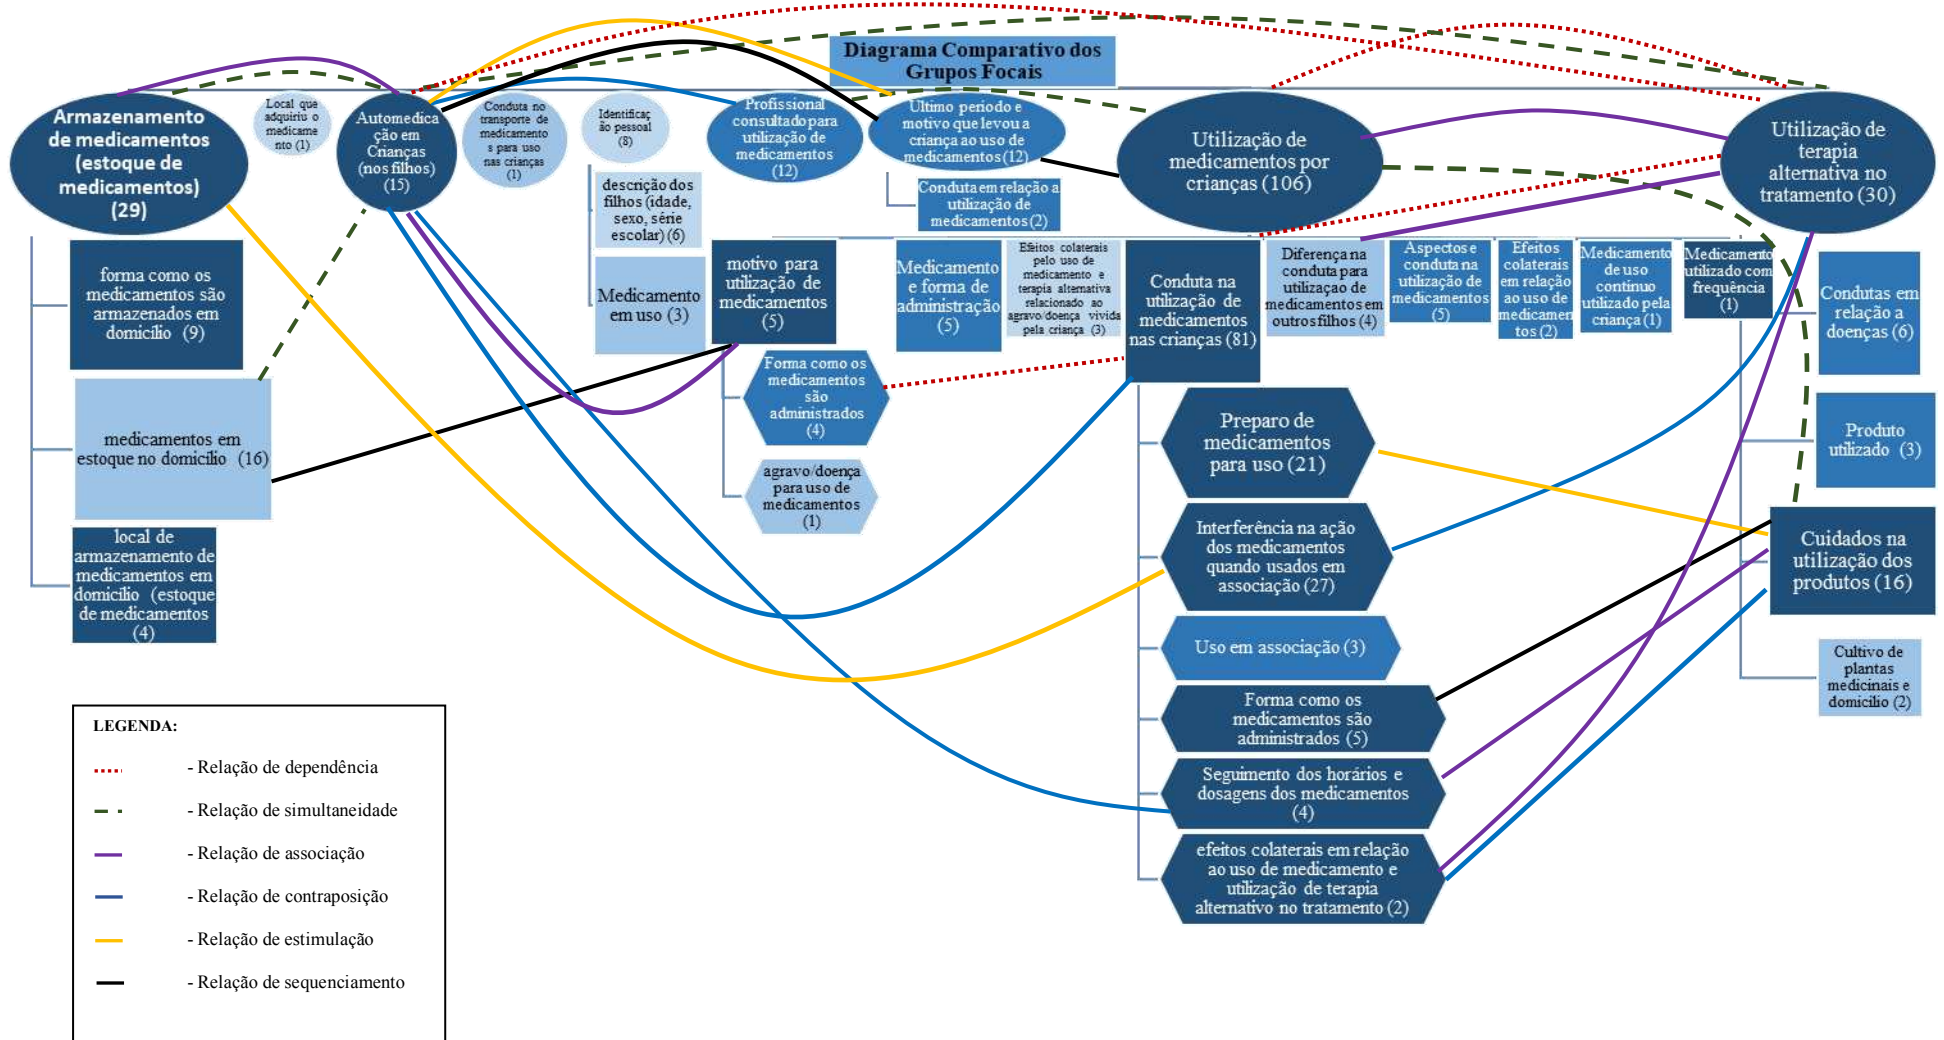 Diagrama Comparativo dos
Grupos Focais
Armazenamento
de medicamentos
(estoque de
medicamentos)
(29)
Local que
adquiriu o
medicame
nto (1)
Automedica
ção em
Crianças
(nos filhos)
(15)
Conduta no
transporte de
medicamento
s para uso
nas crianças
(1)
Identificaç
ão pessoal
(8)
Profissional
consultado para
utilização de
medicamentos
(12)
Último período e
motivo que levou a
criança ao uso de
medicamentos (12)
Utilização de
medicamentos por
crianças (106)
Utilização de
terapia
alternativa no
tratamento (30)
forma como os
medicamentos são
armazenados em
domicílio
(9)
medicamentos em
estoque no domicílio (16)
local de
armazenamento de
medicamentos em
domicílio (estoque
de medicamentos
(4)
descrição dos
filhos (idade,
sexo, série
escolar) (6)
Medicamento
em uso (3)
Conduta em relação a
utilização de
medicamentos (2)
motivo para
utilização de
medicamentos
(5)
Forma como os
medicamentos
são
administrados
(4)
agravo/doença
para uso de
medicamentos
(1)
Medicamento
e forma de
administração
(5)
Efeitos colaterais
pelo uso de
medicamento e
terapia alternativa
relacionado ao
agravo/doença vivida
pela criança (3)
Conduta na
utilização de
medicamentos
nas crianças (81)
Diferença na
conduta para
utilização de
medicamentos em
outros filhos (4)
Aspectos e
conduta na
utilização de
medicamentos
(5)
Efeitos
colaterais
em relação
ao uso de
medicamen
tos (2)
Medicamento
de uso
contínuo
utilizado pela
criança (1)
Medicamento
utilizado com
frequência
(1)
Preparo de
medicamentos
para uso (21)
Interferência na ação
dos medicamentos
quando usados em
associação (27)
Uso em associação (3)
Forma como os
medicamentos são
administrados (5)
Seguimento dos horários e
dosagens dos medicamentos
(4)
efeitos colaterais em relação
ao uso de medicamento e
utilização de terapia
alternativo no tratamento (2)
Condutas em
relação a
doenças (6)
Produto
utilizado (3)
Cuidados na
utilização dos
produtos (16)
Cultivo de
plantas
medicinais e
domicílio (2)
LEGENDA:
- Relação de dependência
- Relação de simultaneidade
- Relação de associação
- Relação de contraposição
- Relação de estimulação
- Relação de sequenciamento